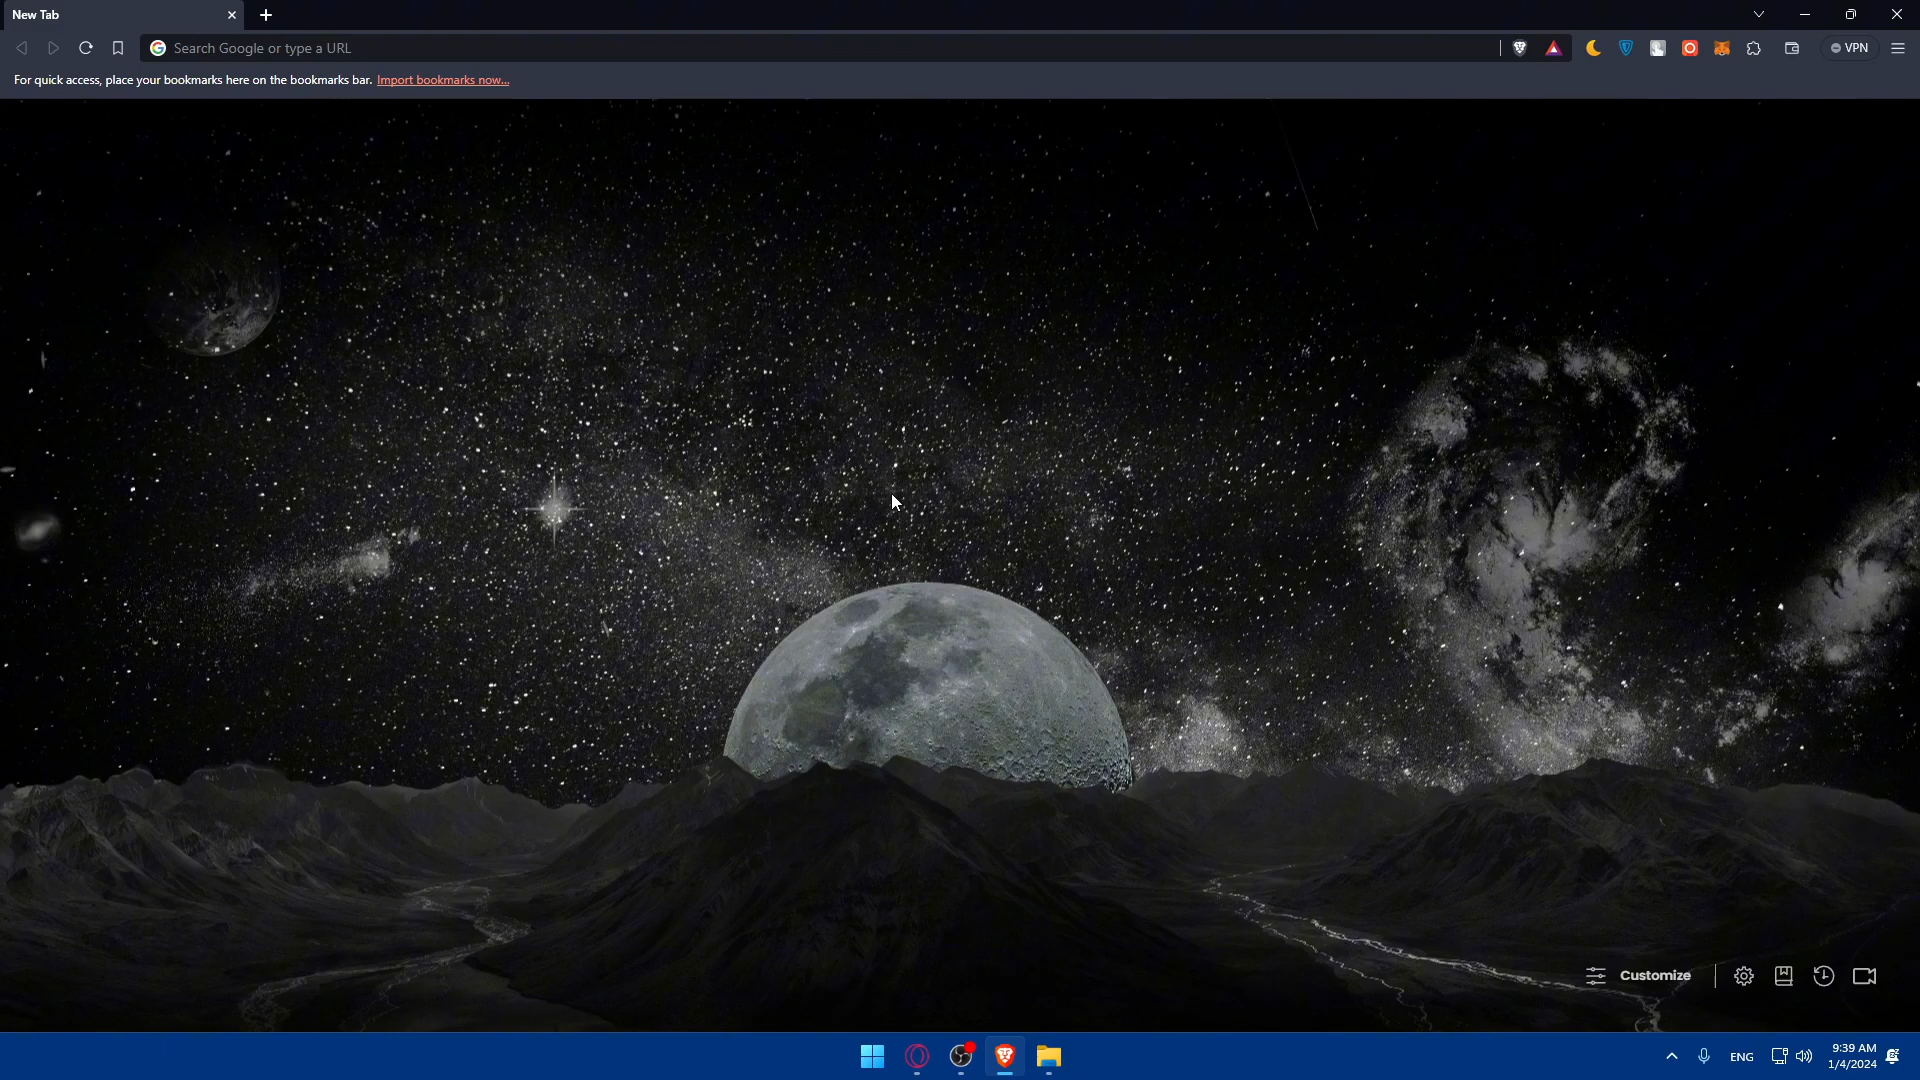 New Tab
Search Google or type a URL
VPN
For quick access, place your bookmarks here on the bookmarks bar. Import bookmarks now...
Customize
ENG
9:39 AM
1/4/2024